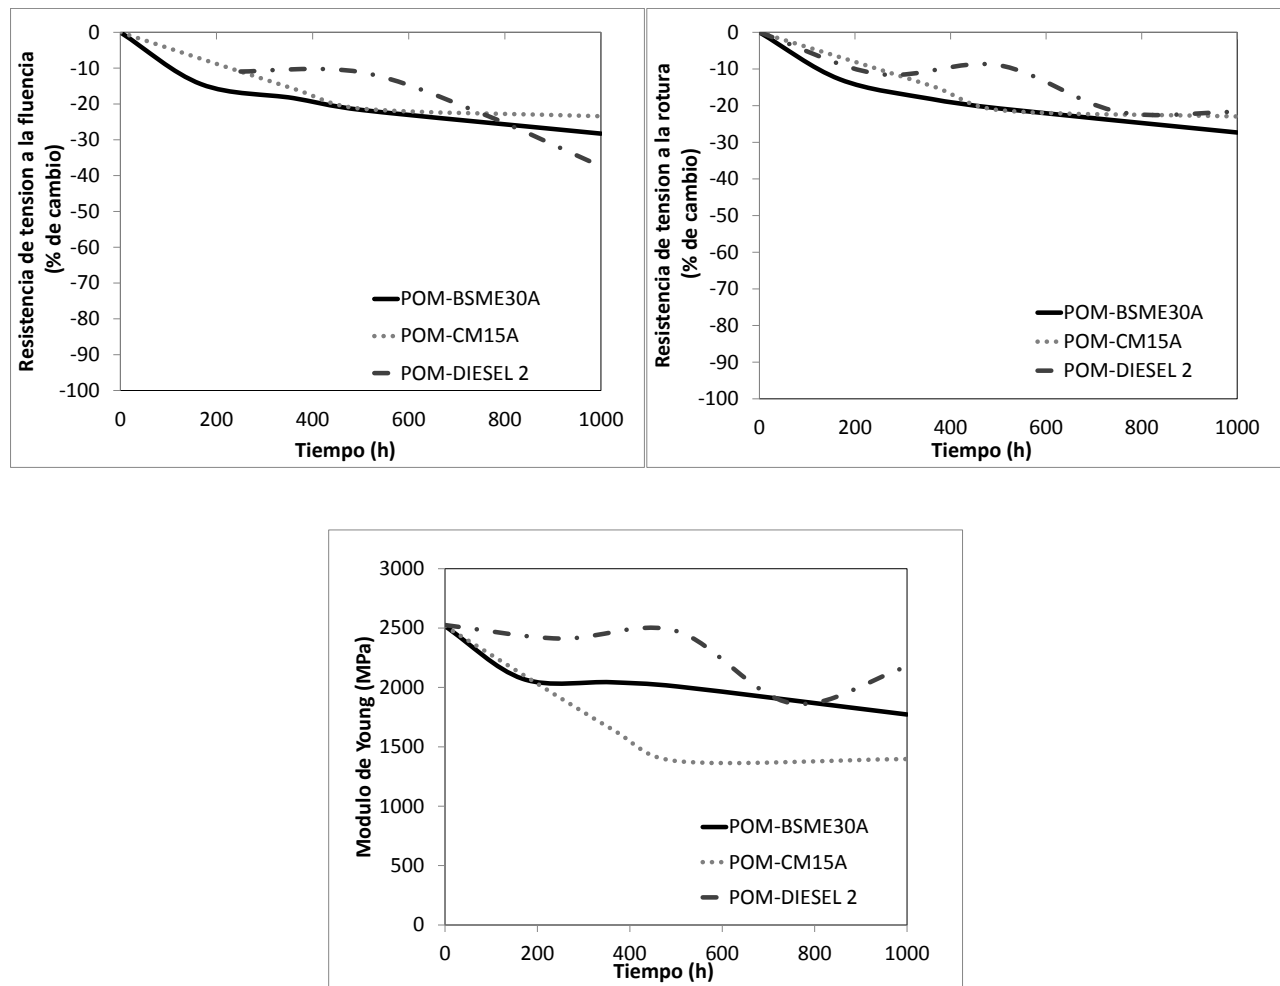 Resistencia de tension a la fluencia
(% de cambio)
0
-10
-20
-30
-40
-50
-60
-70
-80
-90
-100
POM-BSME30A
POM-CM15A
POM-DIESEL 2
0 200 400 600 800 1000
Tiempo (h)
Resistencia de tension a la rotura
(% de cambio)
0
-10
-20
-30
-40
-50
-60
-70
-80
-90
-100
POM-BSME30A
POM-CM15A
POM-DIESEL 2
0 200 400 600 800 1000
Tiempo (h)
Modulo de Young (MPa)
3000
2500
2000
1500
1000
500
0
POM-BSME30A
POM-CM15A
POM-DIESEL 2
0 200 400 600 800 1000
Tiempo (h)